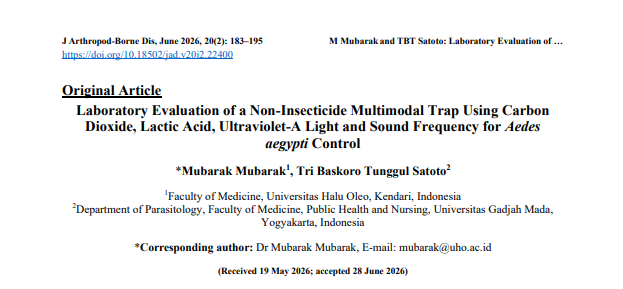 J Arthropod-Borne Dis, June 2026, 20(2): 183–195
M Mubarak and TBT Satoto: Laboratory Evaluation of …
https://doi.org/10.18502/jad.v20i2.22400
Original Article
Laboratory Evaluation of a Non-Insecticide Multimodal Trap Using Carbon
Dioxide, Lactic Acid, Ultraviolet-A Light and Sound Frequency for Aedes
aegypti Control
*Mubarak Mubarak1, Tri Baskoro Tunggul Satoto2
1Faculty of Medicine, Universitas Halu Oleo, Kendari, Indonesia
2Department of Parasitology, Faculty of Medicine, Public Health and Nursing, Universitas Gadjah Mada,
Yogyakarta, Indonesia
*Corresponding author: Dr Mubarak Mubarak, E-mail: mubarak@uho.ac.id
(Received 19 May 2026; accepted 28 June 2026)